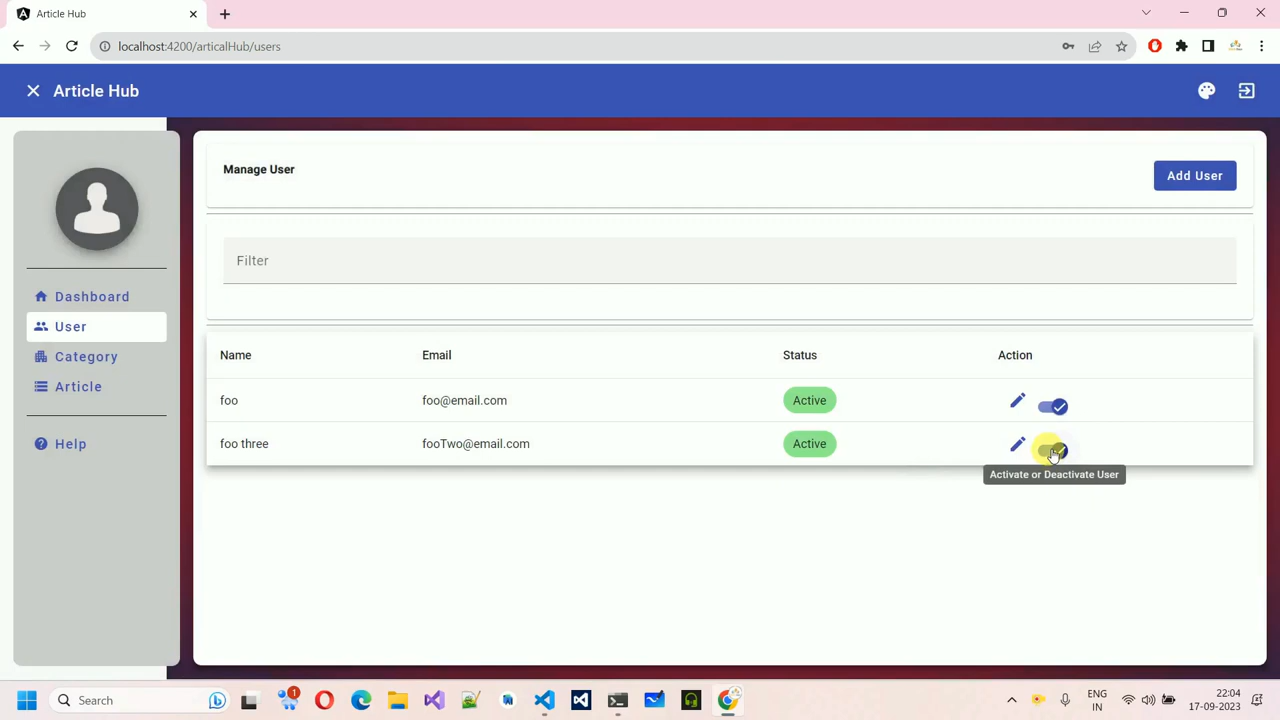 Article Hub
localhost:4200/articalHub/users
Article Hub
Manage User
Add User
Filter
Dashboard
User
Category
Article
Help
Name Email Status Action
foo foo@email.com Active
foo three fooTwo@email.com Active
Activate or Deactivate User
Search
1
ENG
IN
22:04
17-09-2023